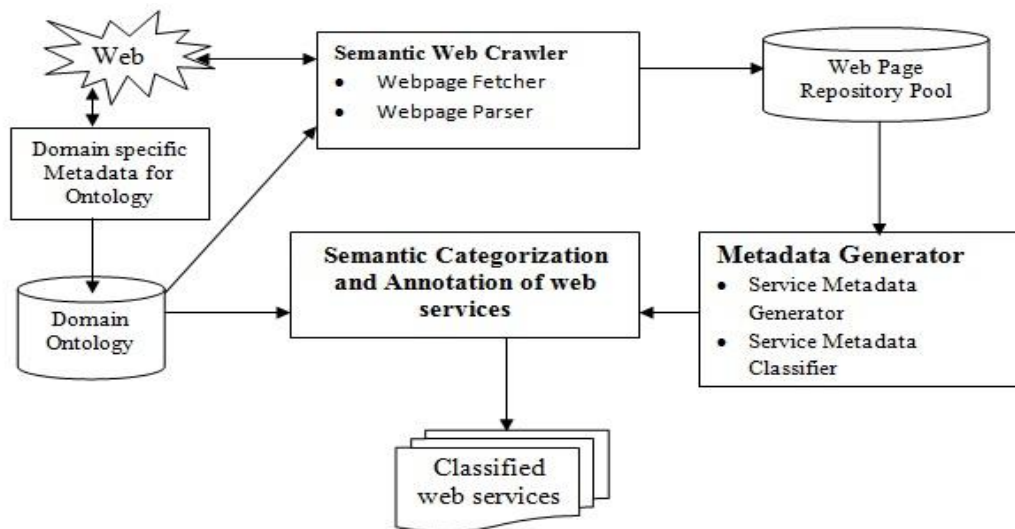 Web
Semantic Web Crawler
• Webpage Fetcher
• Webpage Parser
Web Page
Repository Pool
Domain specific
Metadata for
Ontology
Semantic Categorization
and Annotation of web
services
Metadata Generator
• Service Metadata
Generator
• Service Metadata
Classifier
Domain
Ontology
Classified
web services